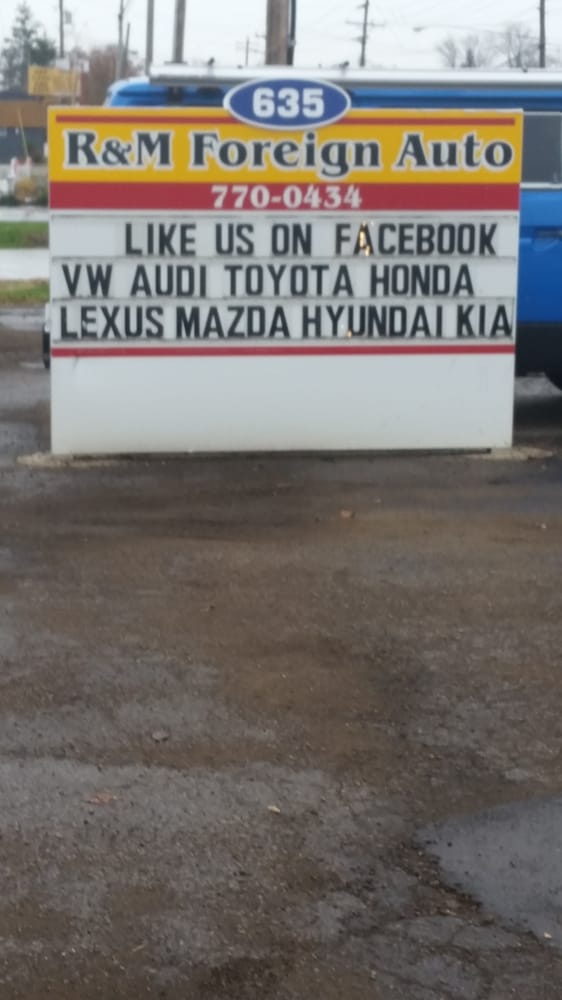 635
R&M Foreign Auto
770-0434
LIKE US ON FACEBOOK
VW AUDI TOYOTA HONDA
LEXUS MAZDA HYUNDAI KIA